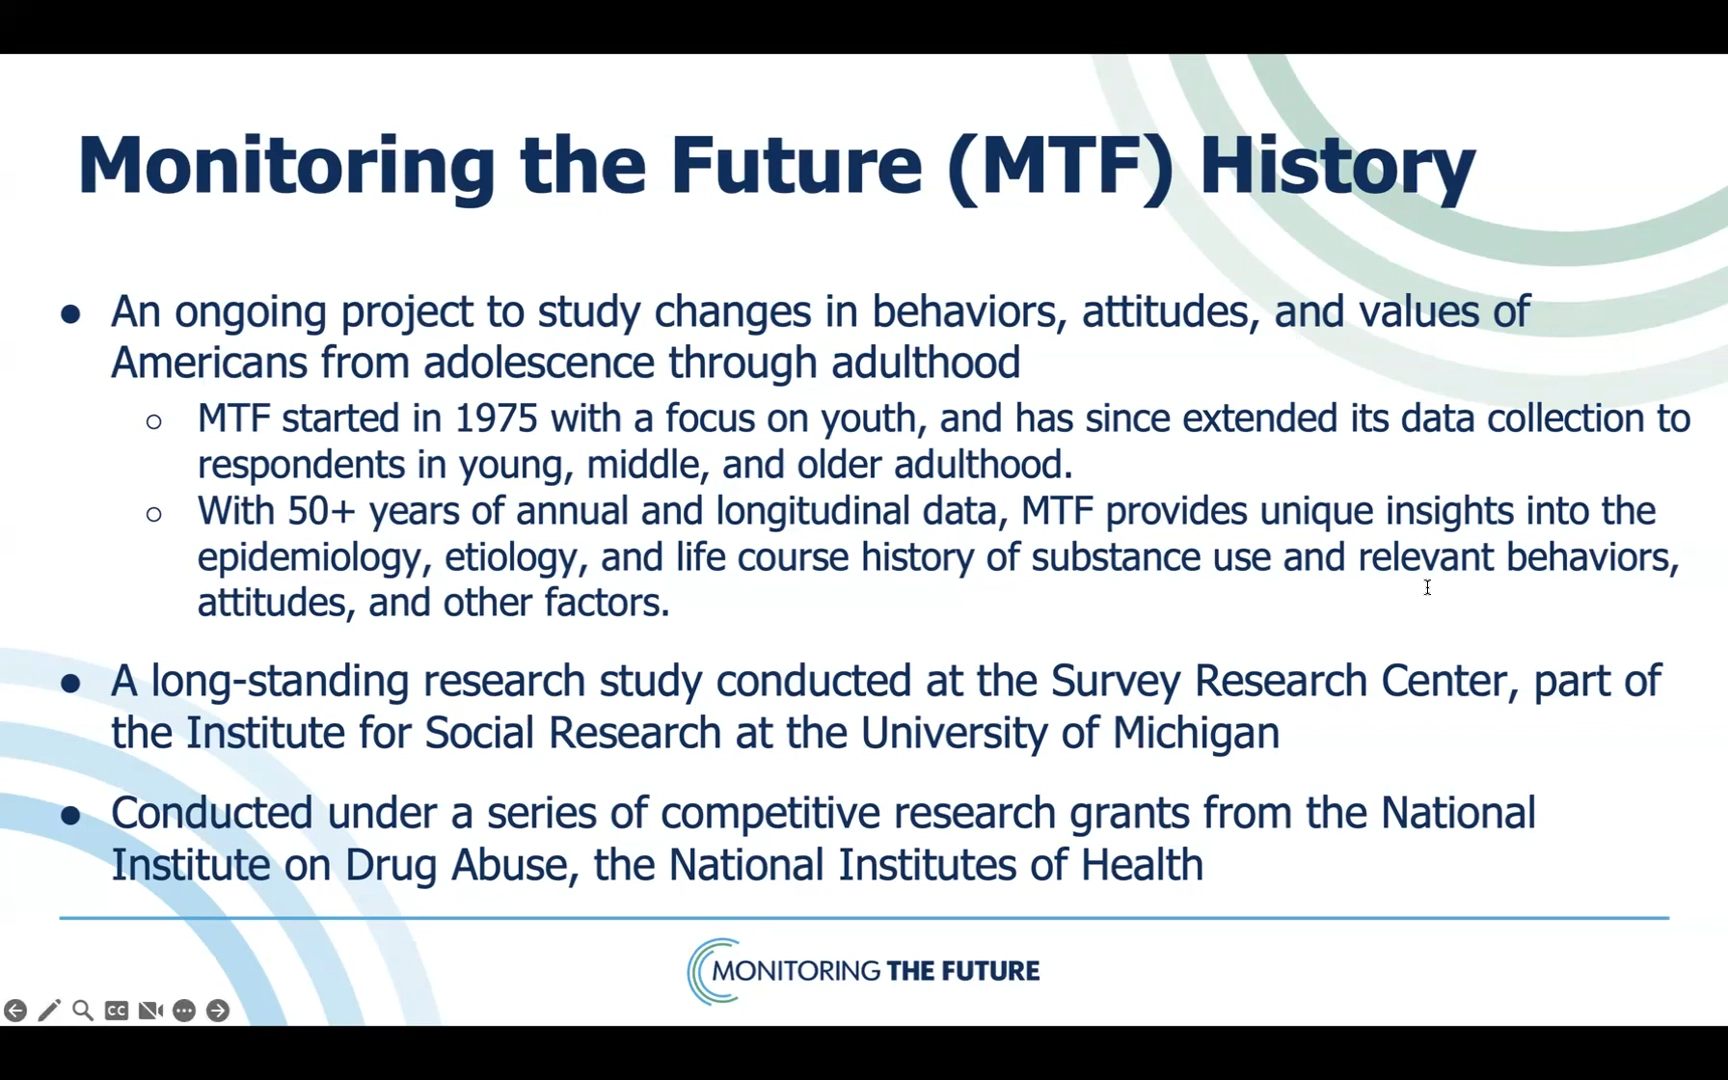 Monitoring the Future (MTF) History
● An ongoing project to study changes in behaviors, attitudes, and values of
Americans from adolescence through adulthood
○ MTF started in 1975 with a focus on youth, and has since extended its data collection to
respondents in young, middle, and older adulthood.
○ With 50+ years of annual and longitudinal data, MTF provides unique insights into the
epidemiology, etiology, and life course history of substance use and relevant behaviors,
attitudes, and other factors.
● A long-standing research study conducted at the Survey Research Center, part of
the Institute for Social Research at the University of Michigan
● Conducted under a series of competitive research grants from the National
Institute on Drug Abuse, the National Institutes of Health
MONITORING THE FUTURE
CC